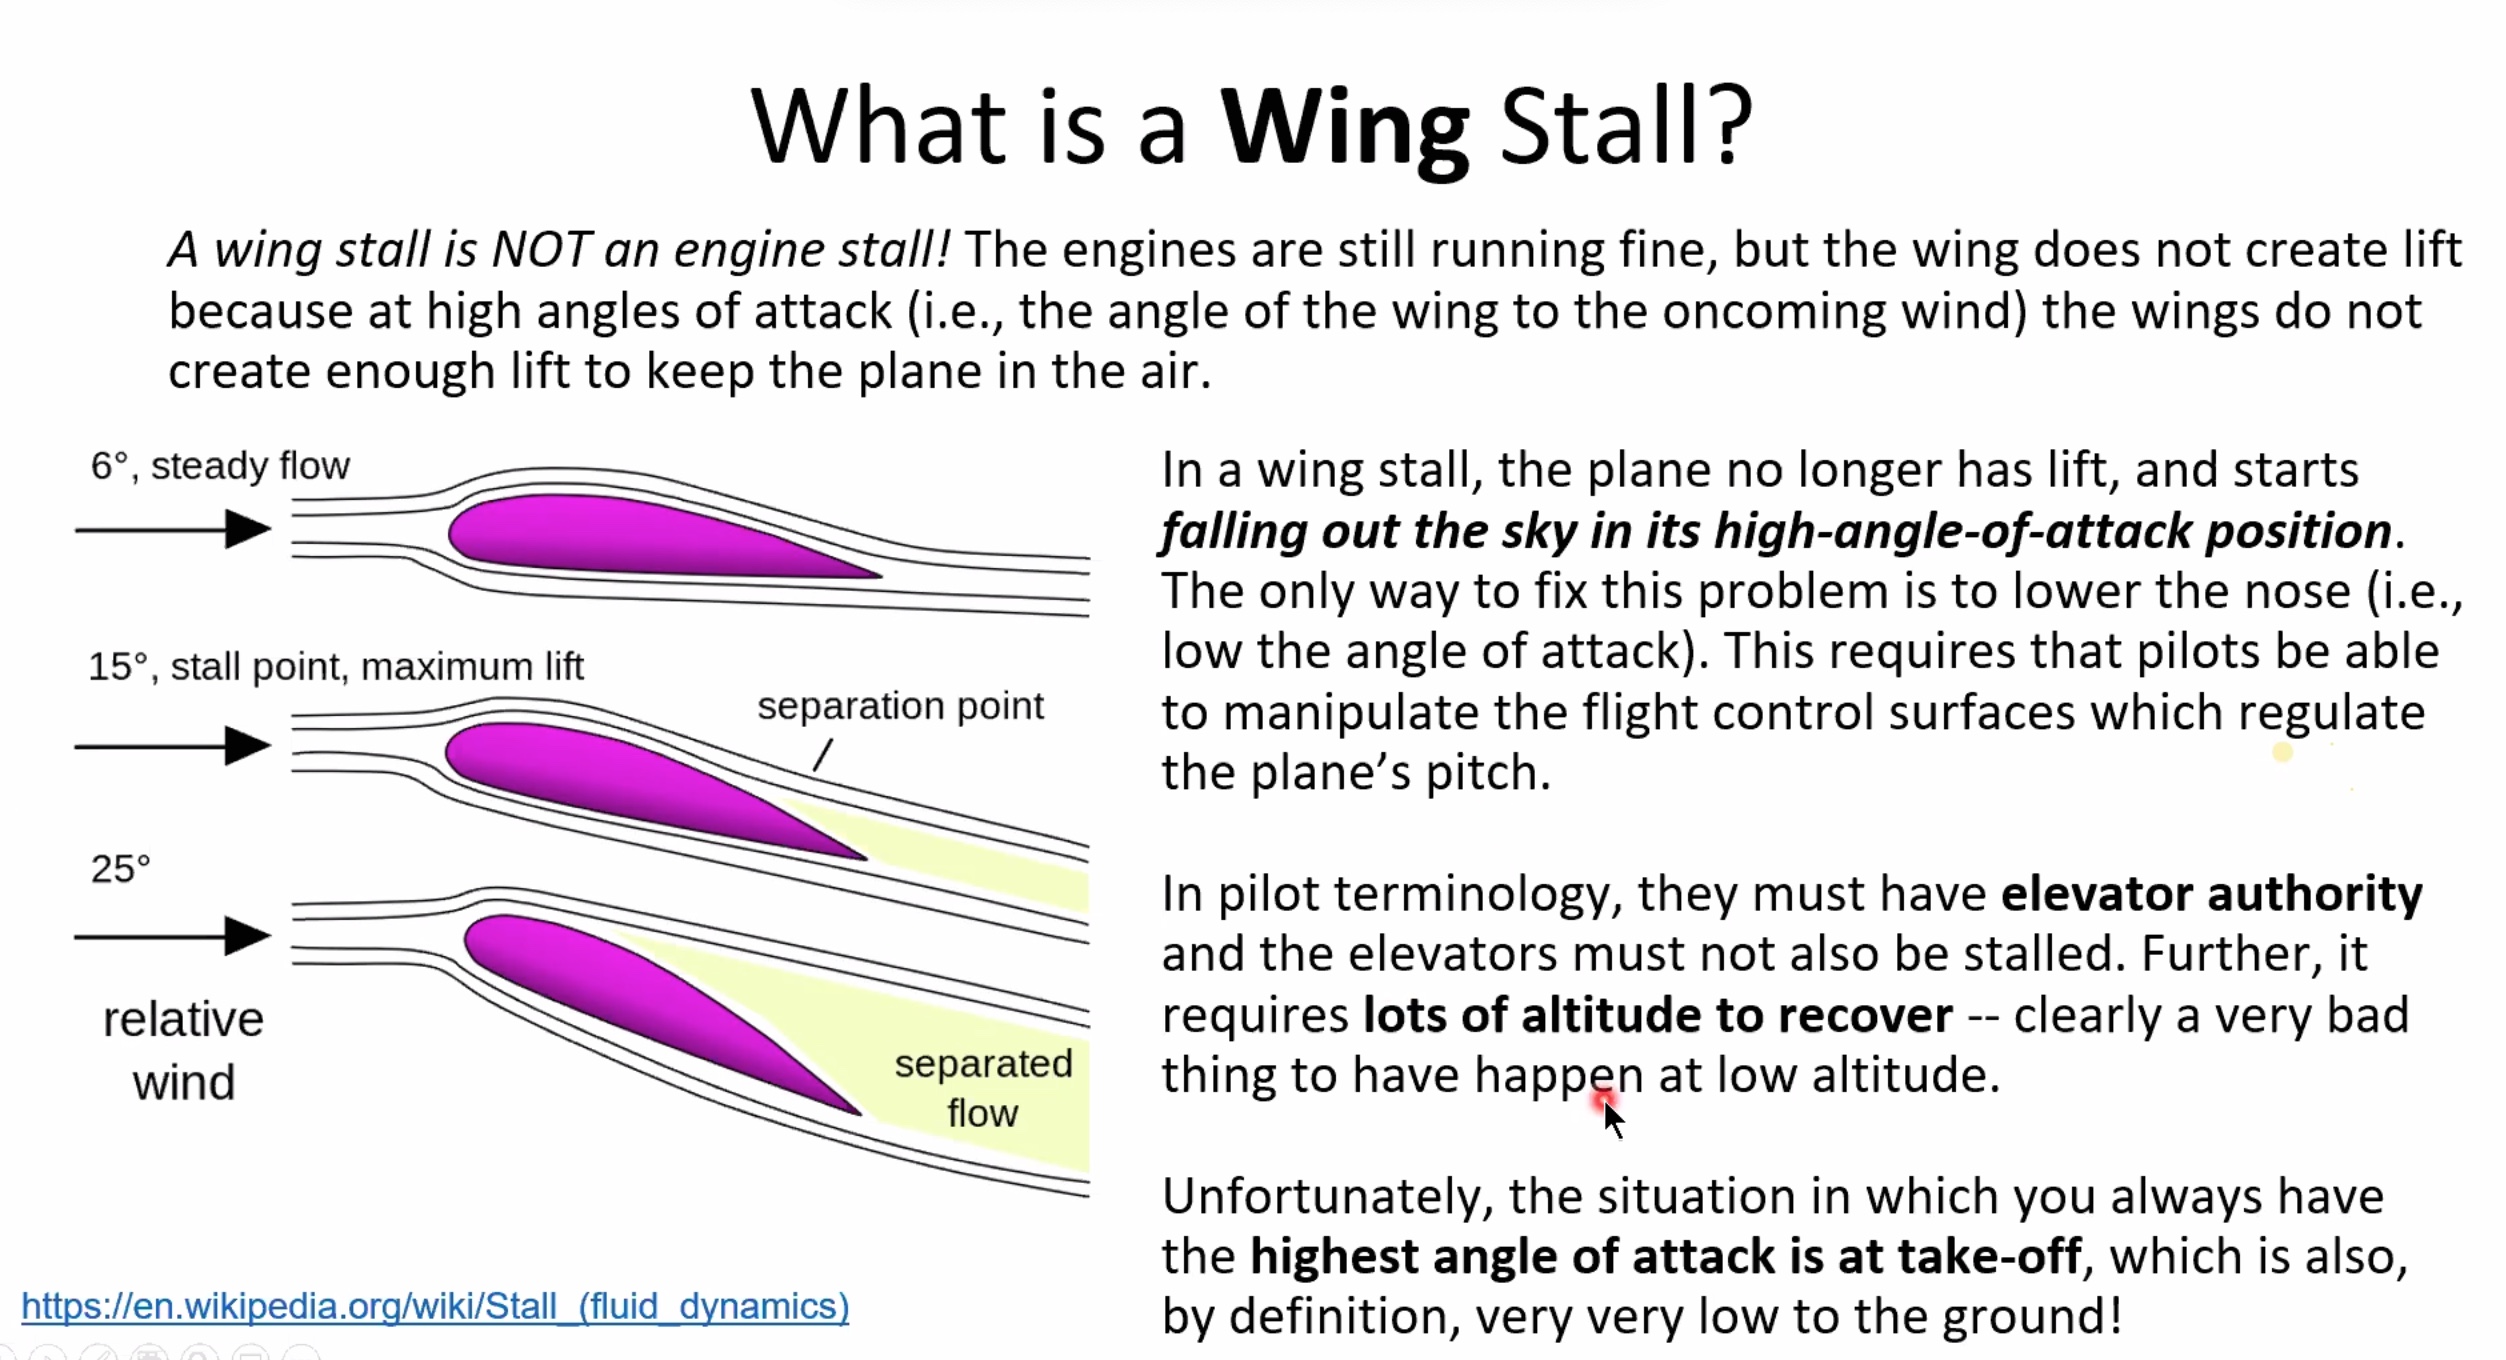 What is a Wing Stall?
A wing stall is NOT an engine stall! The engines are still running fine, but the wing does not create lift
because at high angles of attack (i.e., the angle of the wing to the oncoming wind) the wings do not
create enough lift to keep the plane in the air.
6°, steady flow
15°, stall point, maximum lift
separation point
25°
relative
wind
separated
flow
https://en.wikipedia.org/wiki/Stall_(fluid_dynamics)
In a wing stall, the plane no longer has lift, and starts
falling out the sky in its high-angle-of-attack position.
The only way to fix this problem is to lower the nose (i.e.,
low the angle of attack). This requires that pilots be able
to manipulate the flight control surfaces which regulate
the plane’s pitch.
In pilot terminology, they must have elevator authority
and the elevators must not also be stalled. Further, it
requires lots of altitude to recover -- clearly a very bad
thing to have happen at low altitude.
Unfortunately, the situation in which you always have
the highest angle of attack is at take-off, which is also,
by definition, very very low to the ground!